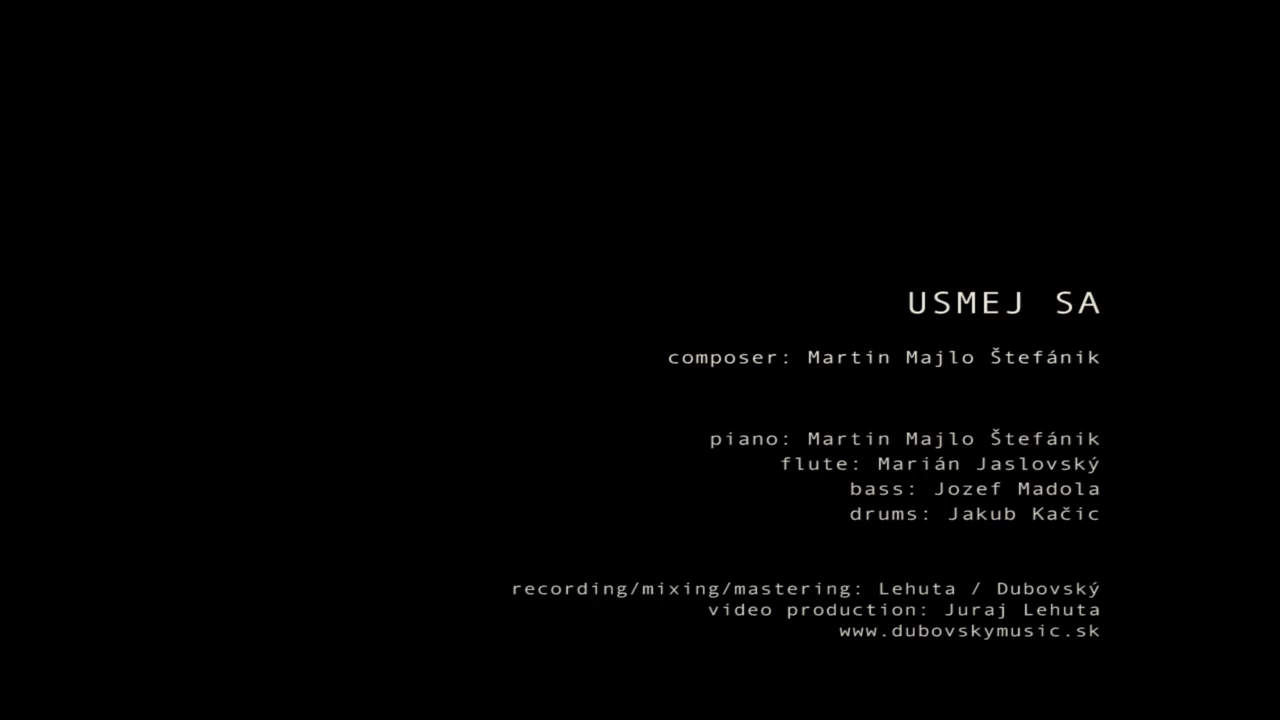 USMEJ SA
composer: Martin Majlo Štefánik
piano: Martin Majlo Štefánik
flute: Marián Jaslovský
bass: Jozef Madola
drums: Jakub Kačic
recording/mixing/mastering: Lehuta / Dubovský
video production: Juraj Lehuta
www.dubovskymusic.sk